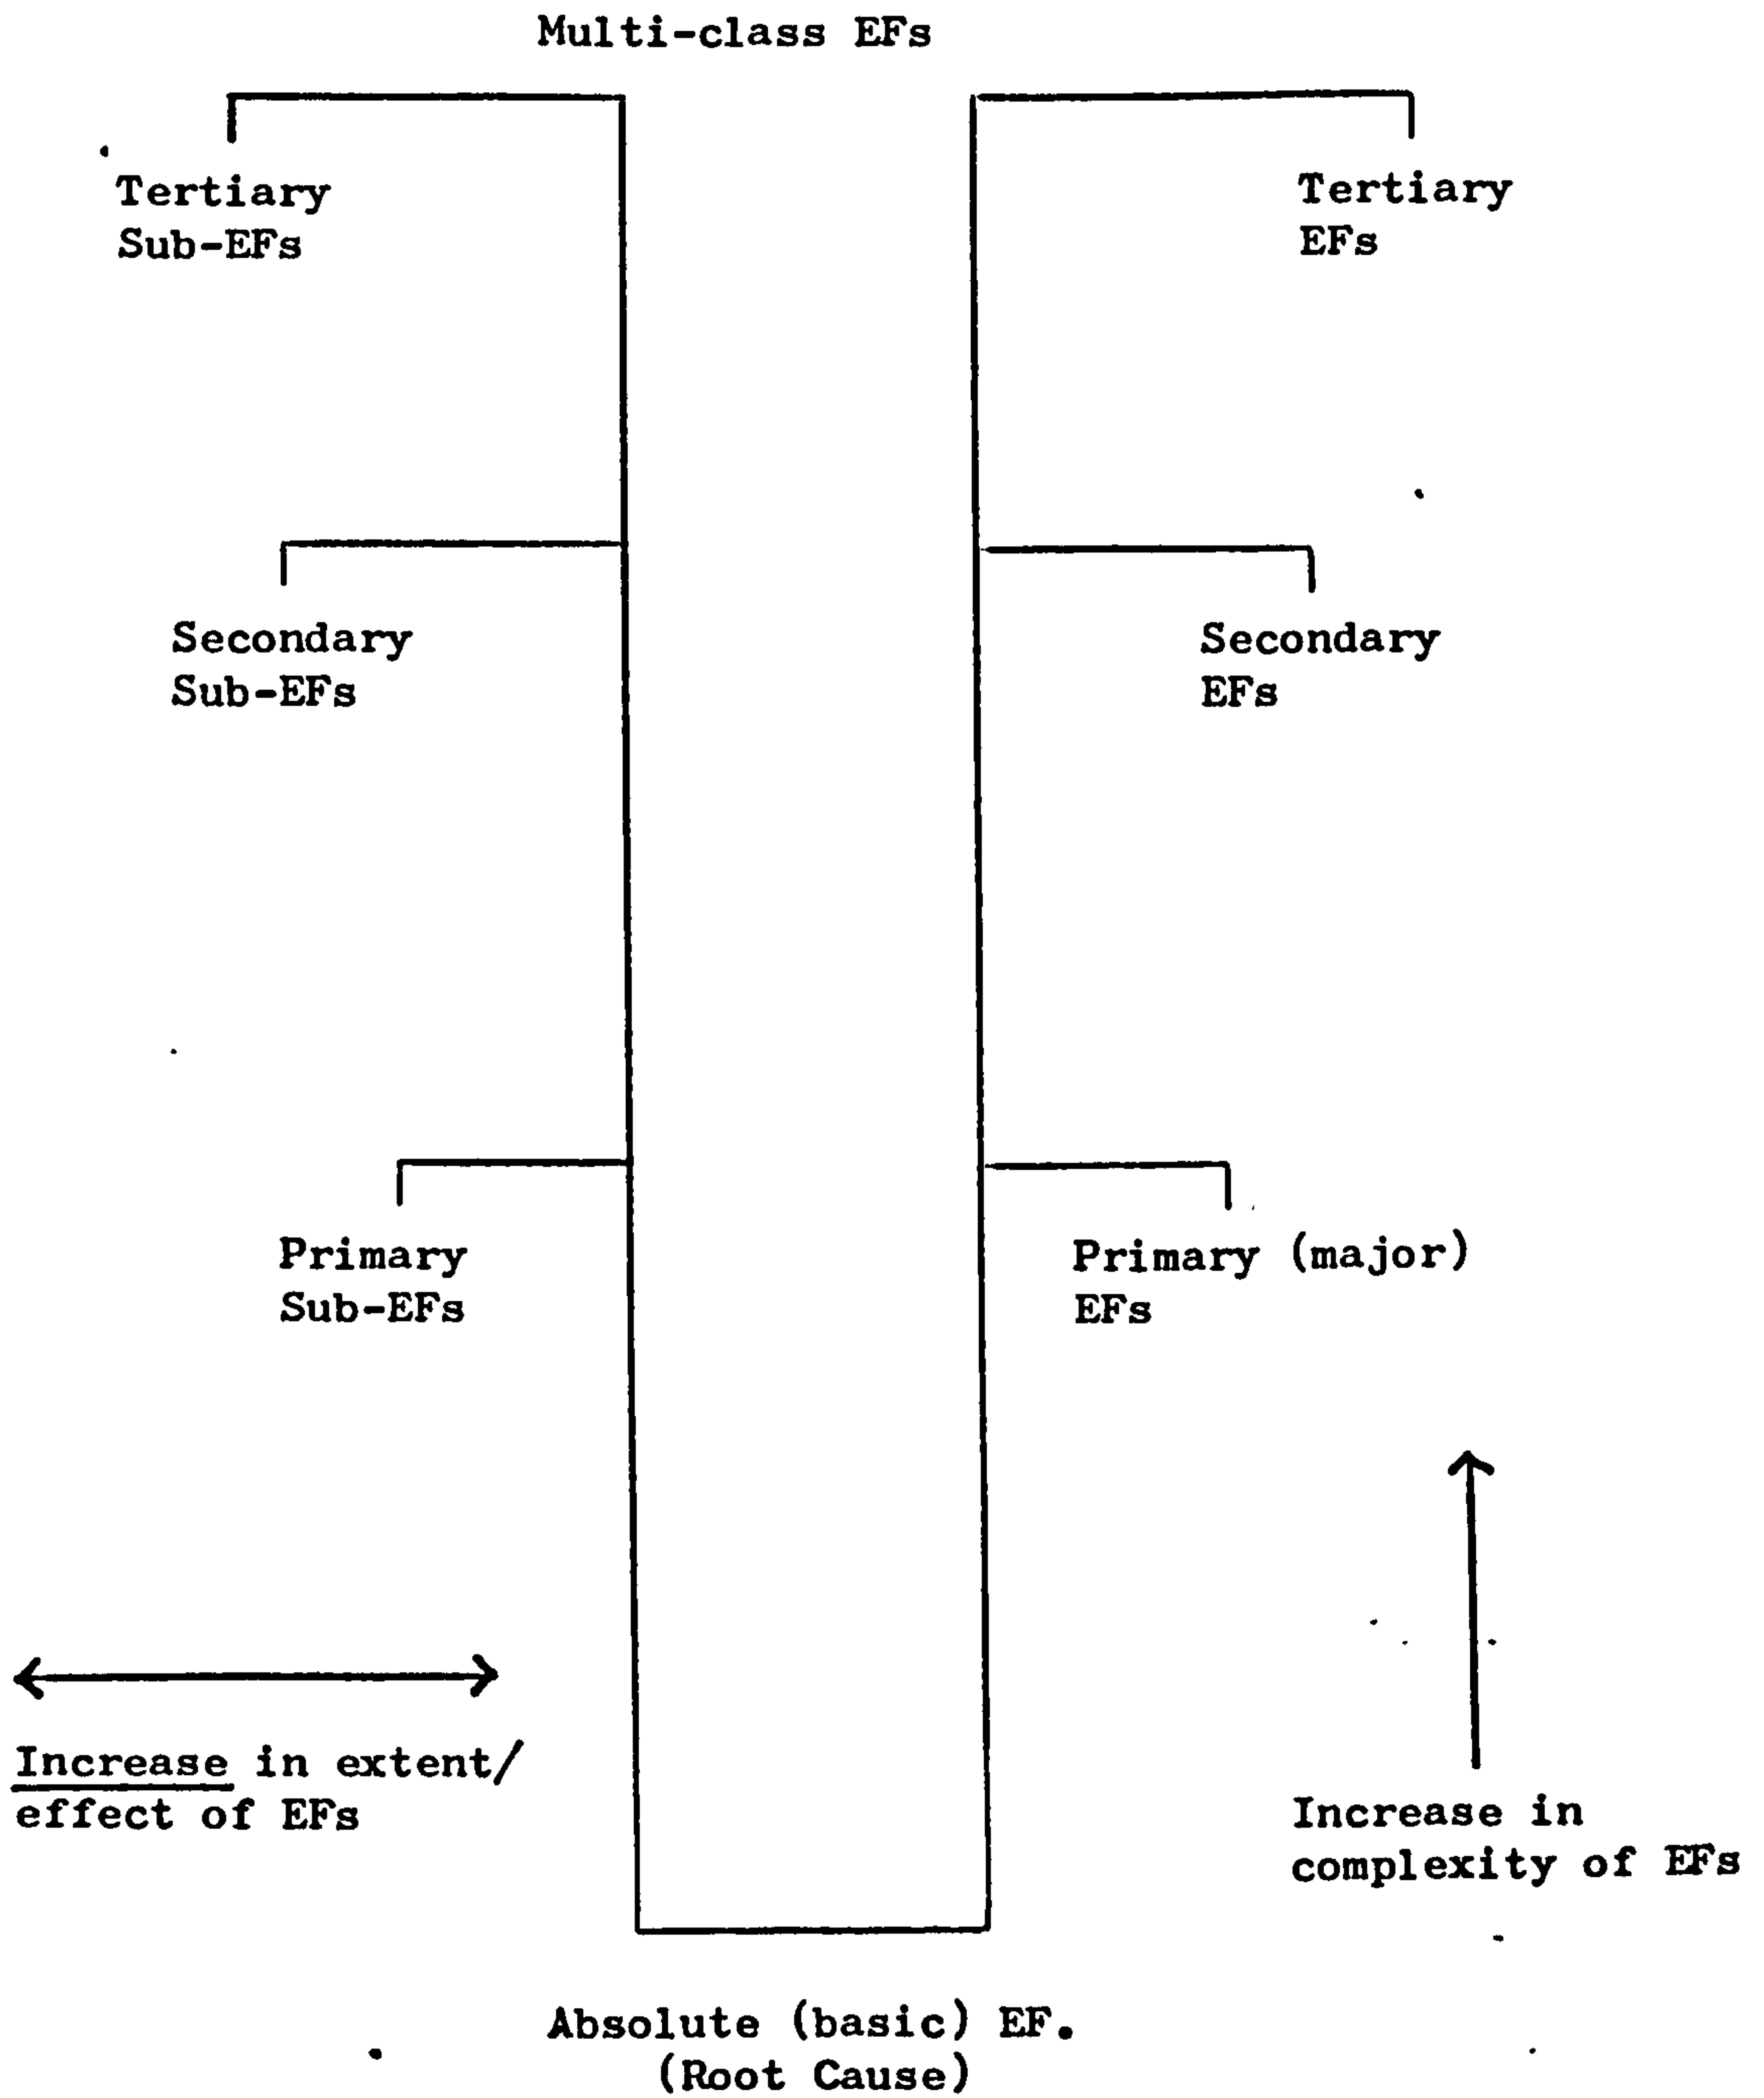 Multi-class EFs
Tertiary
Sub-EFs
Tertiary
EFs
Secondary
Sub-EFs
Secondary
EFs
Primary
Sub-EFs
Primary (major)
EFs
Increase in extent/
effect of EFs
Increase in
complexity of EFs
Absolute (basic) EF.
(Root Cause)